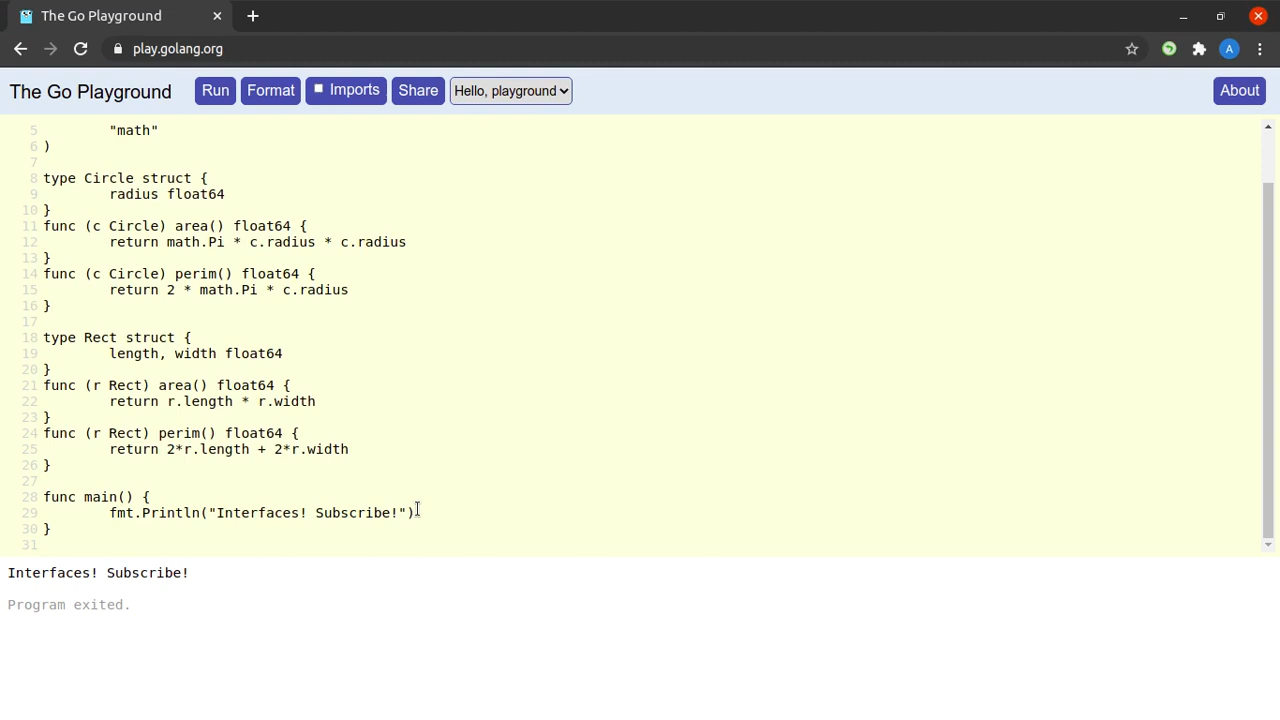 The Go Playground
play.golang.org
A
The Go Playground Run Format Imports Share Hello, playground About
5 "math"
6 )
7
8 type Circle struct {
9 radius float64
10 }
11 func (c Circle) area() float64 {
12 return math.Pi * c.radius * c.radius
13 }
14 func (c Circle) perim() float64 {
15 return 2 * math.Pi * c.radius
16 }
17
18 type Rect struct {
19 length, width float64
20 }
21 func (r Rect) area() float64 {
22 return r.length * r.width
23 }
24 func (r Rect) perim() float64 {
25 return 2*r.length + 2*r.width
26 }
27
28 func main() {
29 fmt.Println("Interfaces! Subscribe!")
30 }
31
Interfaces! Subscribe!
Program exited.